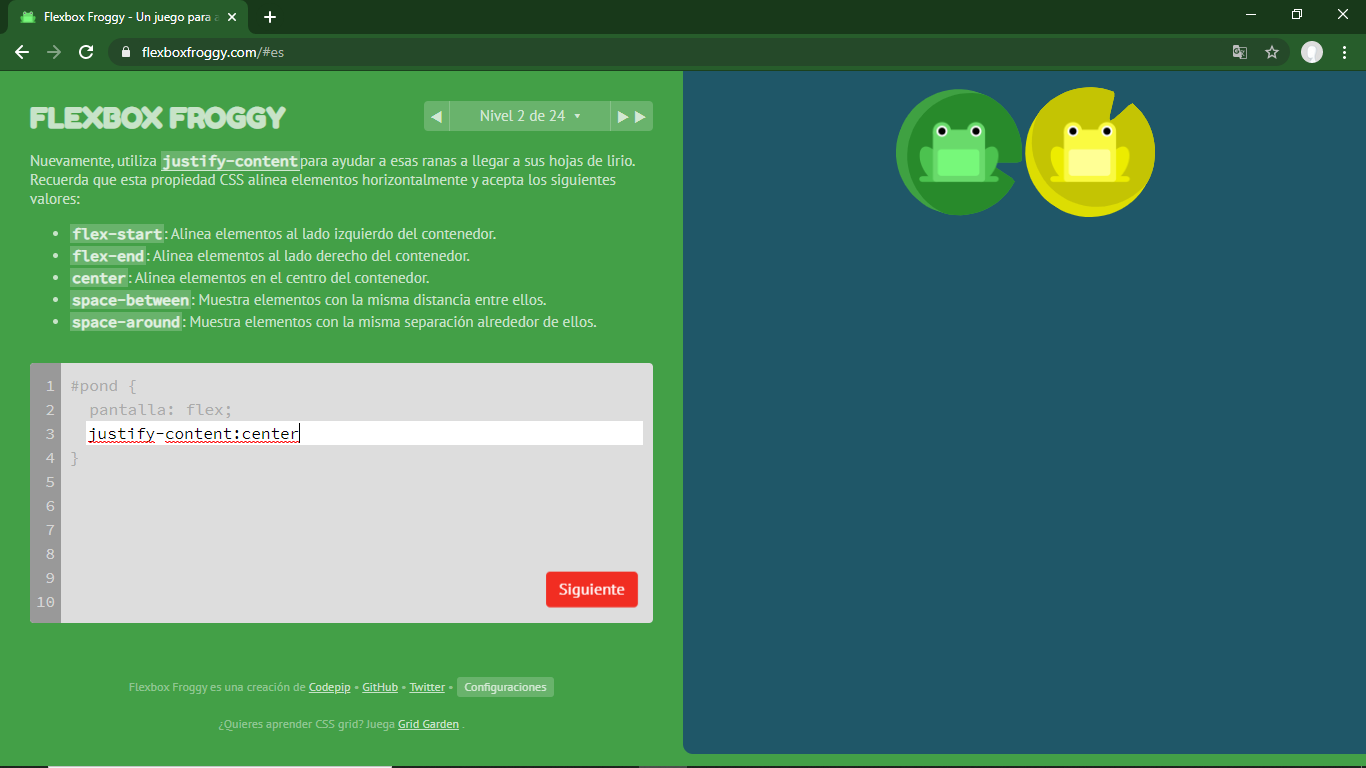 Flexbox Froggy - Un juego para a
flexboxfroggy.com/#es
FLEXBOX FROGGY
Nivel 2 de 24
Nuevamente, utiliza justify-content para ayudar a esas ranas a llegar a sus hojas de lirio.
Recuerda que esta propiedad CSS alinea elementos horizontalmente y acepta los siguientes
valores:
flex-start: Alinea elementos al lado izquierdo del contenedor.
flex-end: Alinea elementos al lado derecho del contenedor.
center: Alinea elementos en el centro del contenedor.
space-between: Muestra elementos con la misma distancia entre ellos.
space-around: Muestra elementos con la misma separación alrededor de ellos.
1 #pond {
2 pantalla: flex;
3 justify-content:center
4 }
5
6
7
8
9
10
Siguiente
Flexbox Froggy es una creación de Codepip • GitHub • Twitter • Configuraciones
¿Quieres aprender CSS grid? Juega Grid Garden .